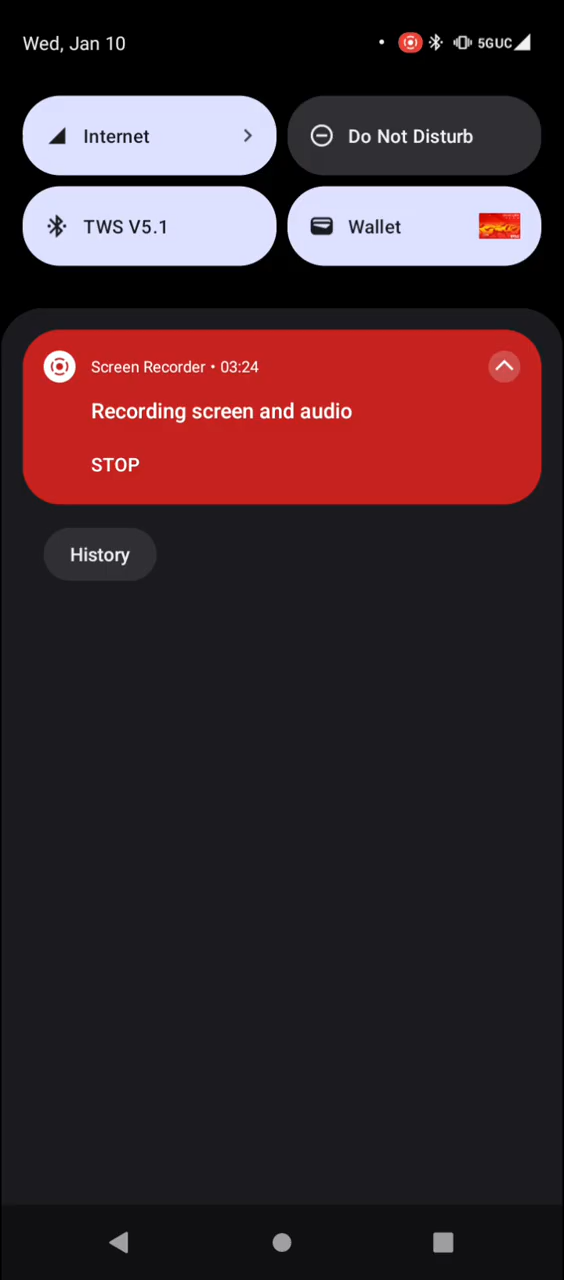 Wed, Jan 10
5GUC
Internet
Do Not Disturb
TWS V5.1
Wallet
Screen Recorder • 03:24
Recording screen and audio
STOP
History